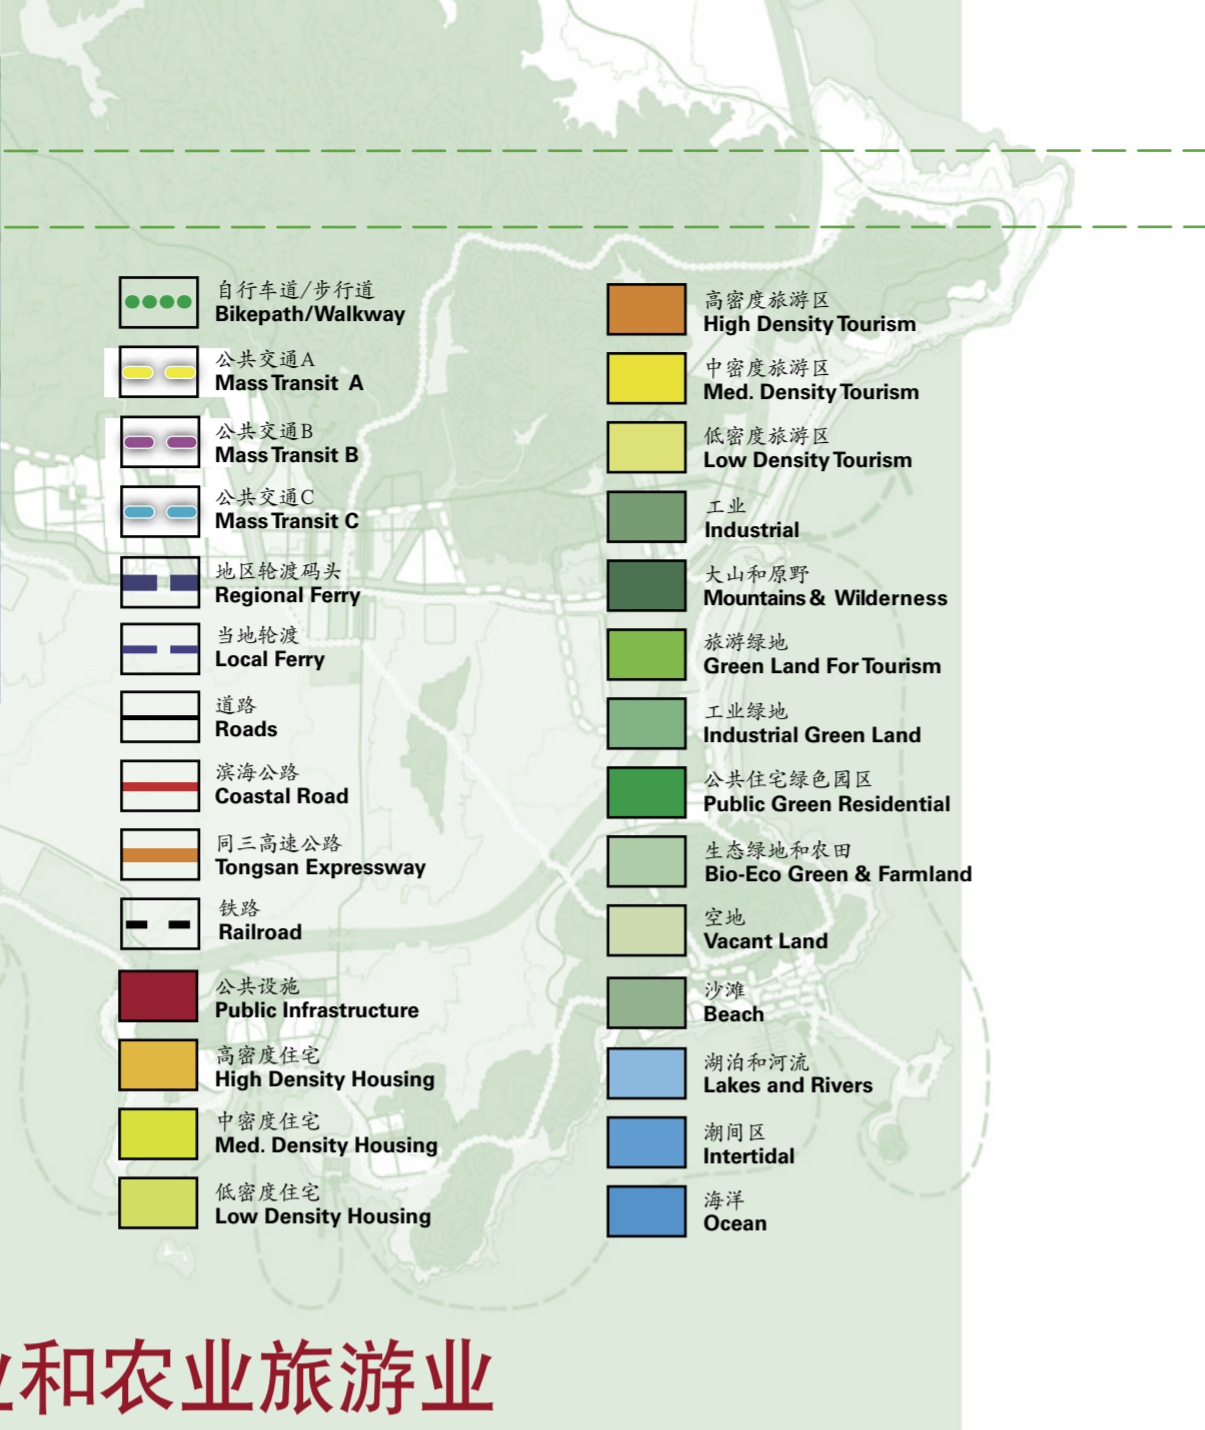 自行车道/步行道
Bikepath/Walkway
公共交通A
Mass Transit A
公共交通B
Mass Transit B
公共交通C
Mass Transit C
地区轮渡码头
Regional Ferry
当地轮渡
Local Ferry
道路
Roads
滨海公路
Coastal Road
同三高速公路
Tongsan Expressway
铁路
Railroad
公共设施
Public Infrastructure
高密度住宅
High Density Housing
中密度住宅
Med. Density Housing
低密度住宅
Low Density Housing
高密度旅游区
High Density Tourism
中密度旅游区
Med. Density Tourism
低密度旅游区
Low Density Tourism
工业
Industrial
大山和原野
Mountains & Wilderness
旅游绿地
Green Land For Tourism
工业绿地
Industrial Green Land
公共住宅绿色园区
Public Green Residential
生态绿地和农田
Bio-Eco Green & Farmland
空地
Vacant Land
沙滩
Beach
湖泊和河流
Lakes and Rivers
潮间区
Intertidal
海洋
Ocean
和农业旅游业